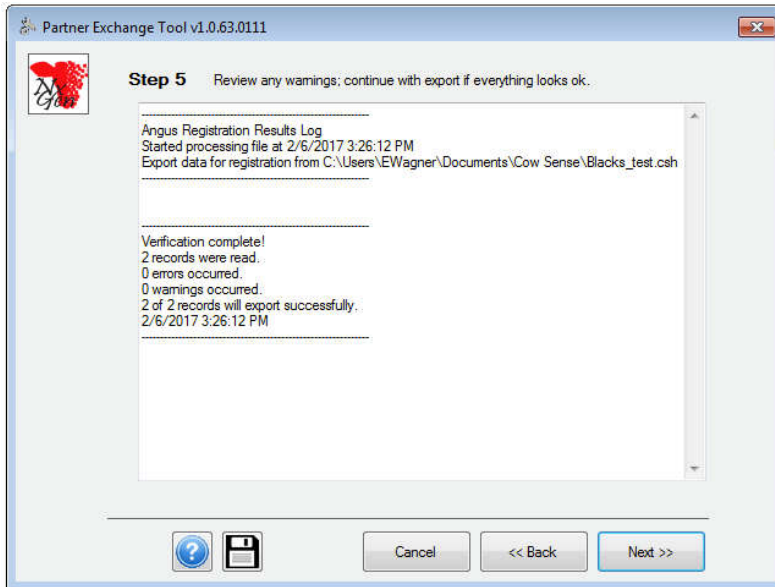 Partner Exchange Tool v1.0.63.0111
Nx
Gen
Step 5 Review any warnings; continue with export if everything looks ok.
--------------------------------------------------------------
Angus Registration Results Log
Started processing file at 2/6/2017 3:26:12 PM
Export data for registration from C:\Users\EWagner\Documents\Cow Sense\Blacks_test.csh
--------------------------------------------------------------
--------------------------------------------------------------
Verification complete!
2 records were read.
0 errors occurred.
0 warnings occurred.
2 of 2 records will export successfully.
2/6/2017 3:26:12 PM
--------------------------------------------------------------
?
Cancel << Back Next >>